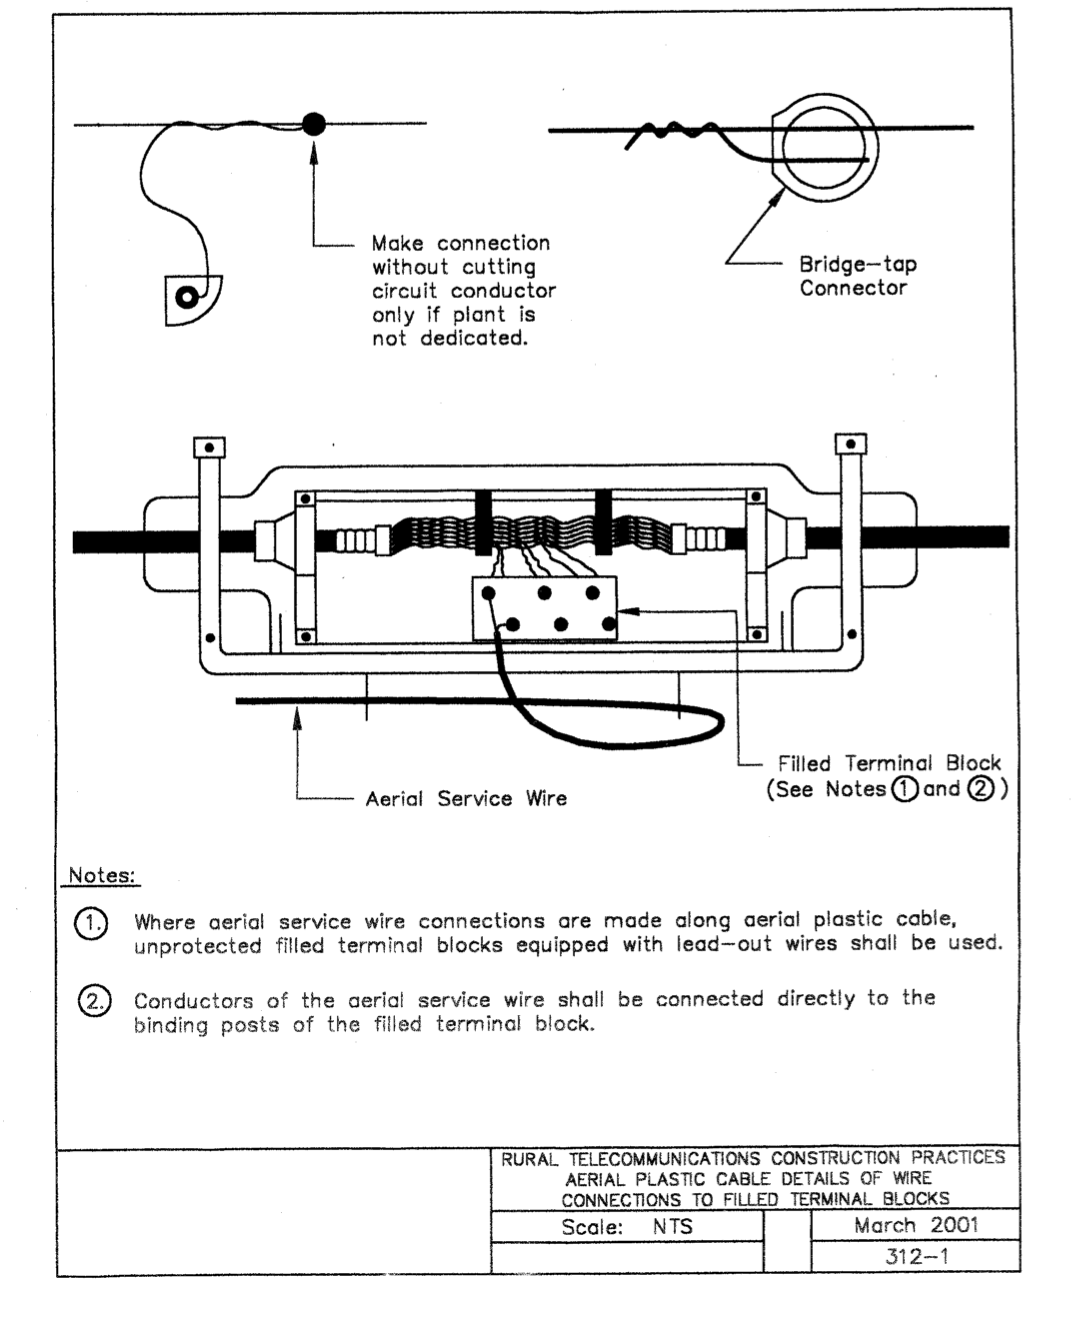 Make connection
without cutting
circuit conductor
only if plant is
not dedicated.
Bridge-tap
Connector
Filled Terminal Block
(See Notes 1 and 2)
Aerial Service Wire
Notes:
1. Where aerial service wire connections are made along aerial plastic cable,
unprotected filled terminal blocks equipped with lead-out wires shall be used.
2. Conductors of the aerial service wire shall be connected directly to the
binding posts of the filled terminal block.
RURAL TELECOMMUNICATIONS CONSTRUCTION PRACTICES
AERIAL PLASTIC CABLE DETAILS OF WIRE
CONNECTIONS TO FILLED TERMINAL BLOCKS
Scale: NTS
March 2001
312-1